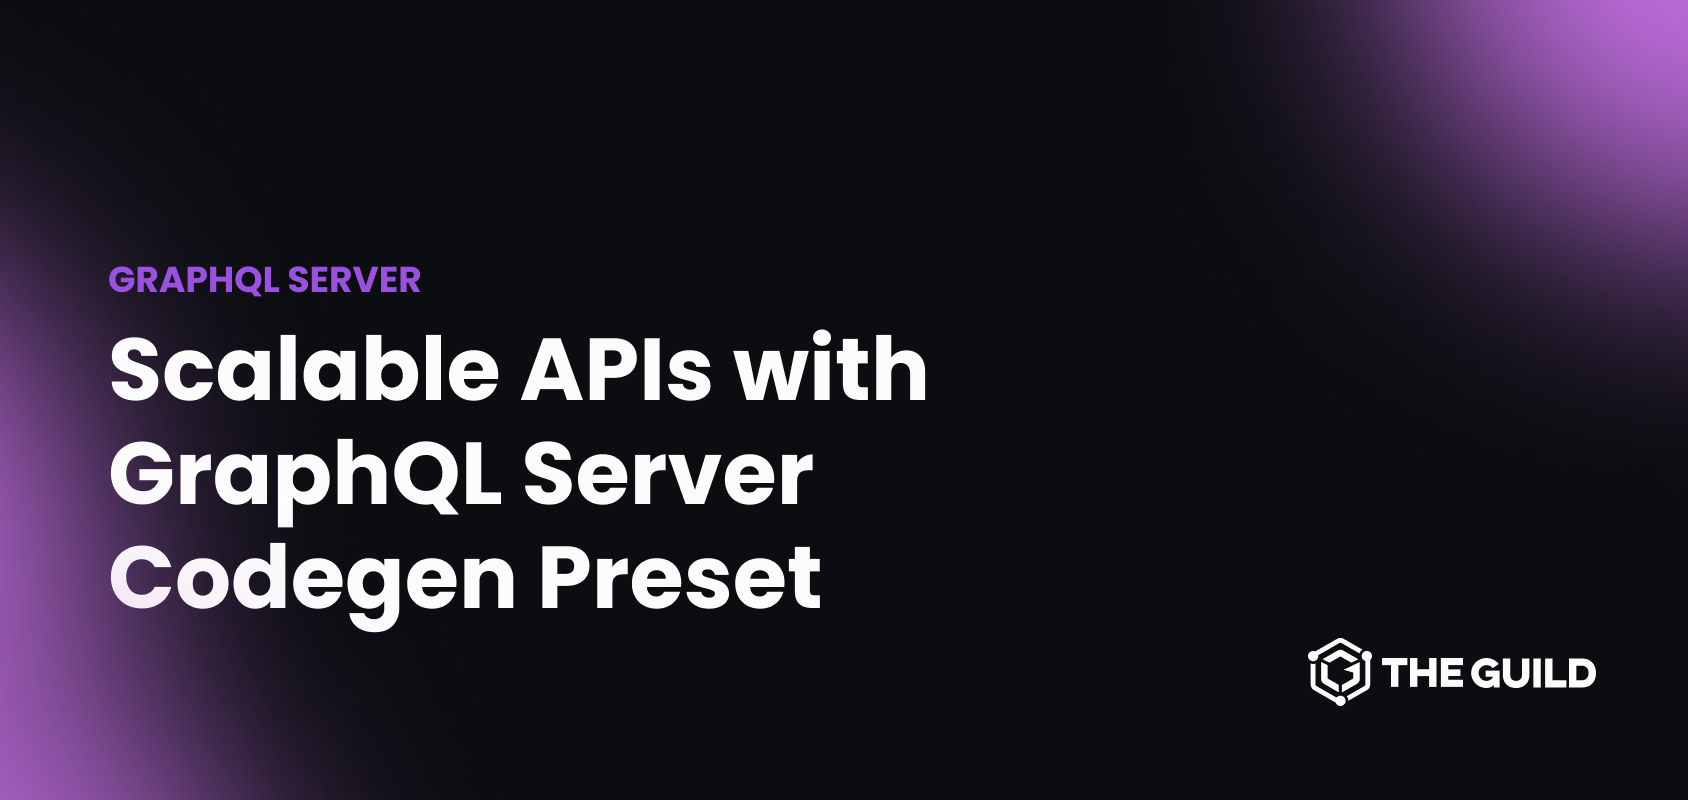 GRAPHQL SERVER
Scalable APIs with
GraphQL Server
Codegen Preset
THE GUILD